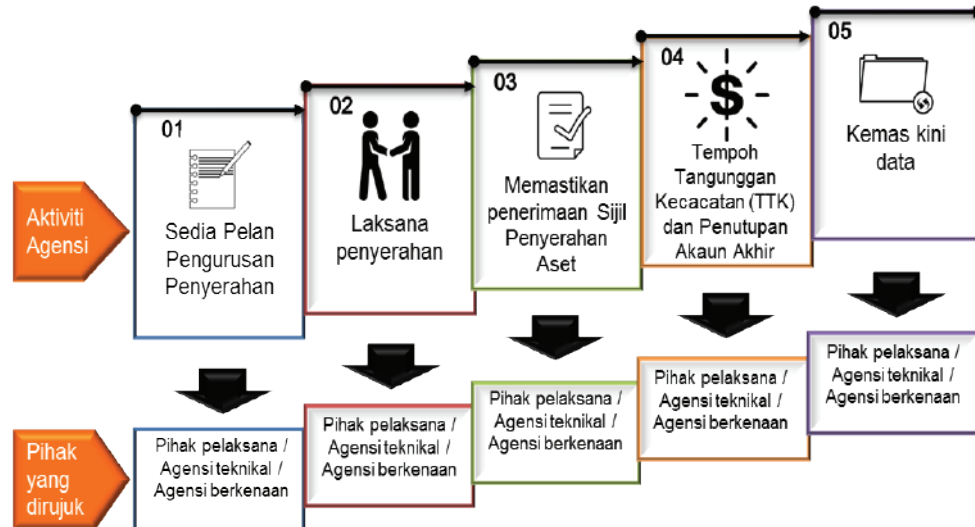 Aktiviti
Agensi
01
Sedia Pelan
Pengurusan
Penyerahan
02
Laksana
penyerahan
03
Memastikan
penerimaan Sijil
Penyerahan
Aset
04
$
Tempoh
Tangunggan
Kecacatan (TTK)
dan Penutupan
Akaun Akhir
05
Kemas kini
data
Pihak
yang
dirujuk
Pihak pelaksana /
Agensi teknikal /
Agensi berkenaan
Pihak pelaksana /
Agensi teknikal /
Agensi berkenaan
Pihak pelaksana /
Agensi teknikal /
Agensi berkenaan
Pihak pelaksana /
Agensi teknikal /
Agensi berkenaan
Pihak pelaksana /
Agensi teknikal /
Agensi berkenaan